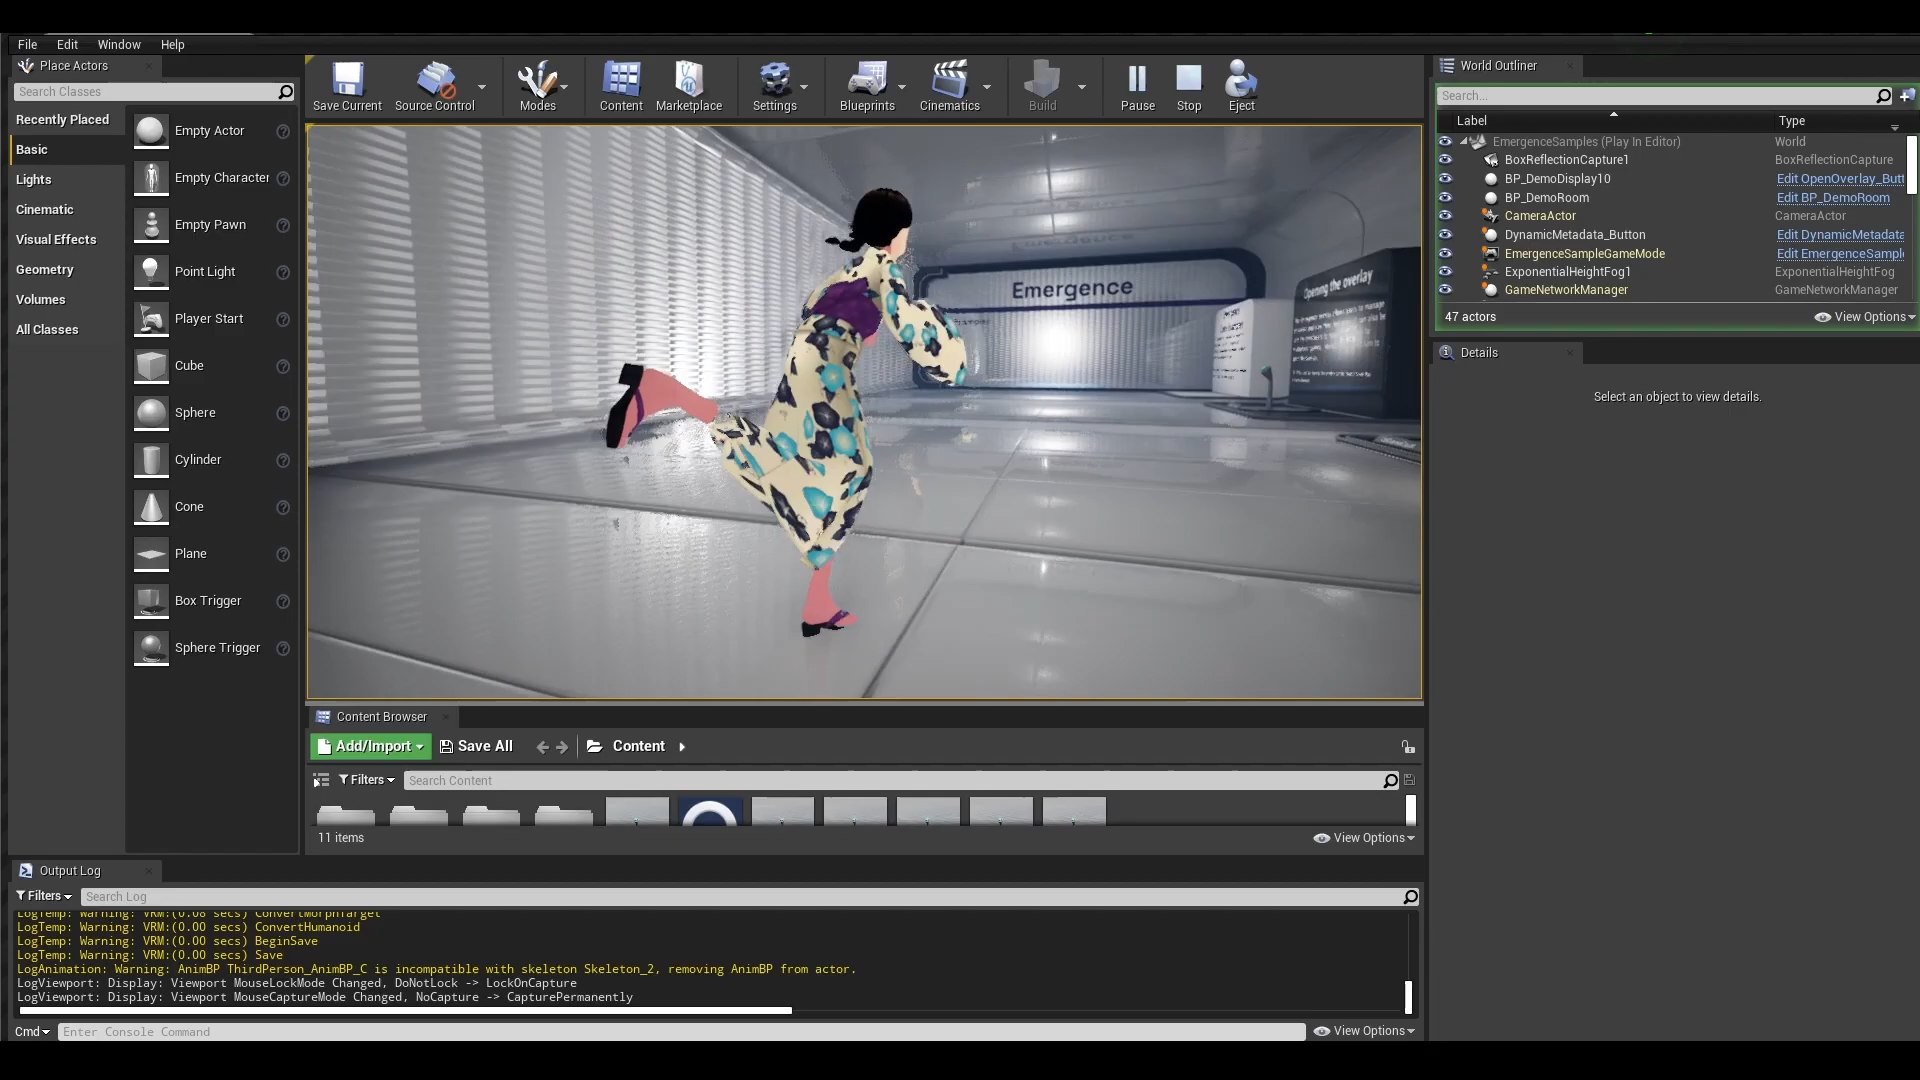 File Edit Window Help
Place Actors
Search Classes
Recently Placed
Basic
Lights
Cinematic
Visual Effects
Geometry
Volumes
All Classes
Empty Actor
Empty Character
Empty Pawn
Point Light
Player Start
Cube
Sphere
Cylinder
Cone
Plane
Box Trigger
Sphere Trigger
Save Current Source Control Modes Content Marketplace Settings Blueprints Cinematics Build Pause Stop Eject
Emergence
Opening the overlay
Content Browser
Add/Import Save All Content
Filters Search Content
11 items View Options
World Outliner
Search...
Label Type
EmergenceSamples (Play In Editor) World
BoxReflectionCapture1 BoxReflectionCapture
BP_DemoDisplay10 Edit OpenOverlay_Butt
BP_DemoRoom Edit BP_DemoRoom
CameraActor CameraActor
DynamicMetadata_Button Edit DynamicMetadata
EmergenceSampleGameMode Edit EmergenceSample
ExponentialHeightFog1 ExponentialHeightFog
GameNetworkManager GameNetworkManager
47 actors View Options
Details
Select an object to view details.
Output Log
Filters Search Log
LogTemp: Warning: VRM:(0.08 secs) ConvertMorphTarget
LogTemp: Warning: VRM:(0.00 secs) ConvertHumanoid
LogTemp: Warning: VRM:(0.00 secs) BeginSave
LogTemp: Warning: VRM:(0.00 secs) Save
LogAnimation: Warning: AnimBP ThirdPerson_AnimBP_C is incompatible with skeleton Skeleton_2, removing AnimBP from actor.
LogViewport: Display: Viewport MouseLockMode Changed, DoNotLock -> LockOnCapture
LogViewport: Display: Viewport MouseCaptureMode Changed, NoCapture -> CapturePermanently
Cmd Enter Console Command View Options